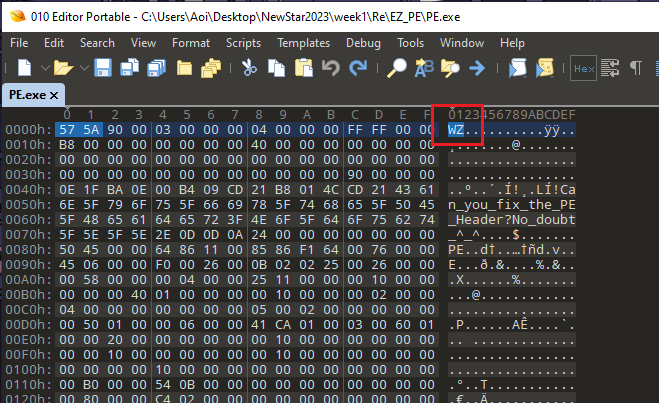 010 Editor Portable - C:\Users\Aoi\Desktop\NewStar2023\week1\Re\EZ_PE\PE.exe
File Edit Search View Format Scripts Templates Debug Tools Window Help
Hex
PE.exe
0 1 2 3 4 5 6 7 8 9 A B C D E F 0123456789ABCDEF
0000h: 57 5A 90 00 03 00 00 00 04 00 00 00 FF FF 00 00 WZ..........ÿÿ..
0010h: B8 00 00 00 00 00 00 00 40 00 00 00 00 00 00 00 ¸.......@.......
0020h: 00 00 00 00 00 00 00 00 00 00 00 00 00 00 00 00 ................
0030h: 00 00 00 00 00 00 00 00 00 00 00 00 90 00 00 00 ................
0040h: 0E 1F BA 0E 00 B4 09 CD 21 B8 01 4C CD 21 43 61 ..º..´.Í!¸.LÍ!Ca
0050h: 6E 5F 79 6F 75 5F 66 69 78 5F 74 68 65 5F 50 45 n_you_fix_the_PE
0060h: 5F 48 65 61 64 65 72 3F 4E 6F 5F 64 6F 75 62 74 _Header?No_doubt
0070h: 5F 5E 5F 5E 2E 0D 0D 0A 24 00 00 00 00 00 00 00 _^_^....$.......
0080h: 50 45 00 00 64 86 11 00 85 86 F1 64 00 76 00 00 PE..d†..…†ñd.v..
0090h: 45 06 00 00 F0 00 26 00 0B 02 02 25 00 26 00 00 E...ð.&....%.&..
00A0h: 00 58 00 00 00 04 00 00 25 11 00 00 00 10 00 00 .X......%.......
00B0h: 00 00 00 40 01 00 00 00 00 10 00 00 00 02 00 00 ...@............
00C0h: 04 00 00 00 00 00 00 00 05 00 02 00 00 00 00 00 ................
00D0h: 00 50 01 00 00 06 00 00 41 CA 01 00 03 00 60 01 .P......AÊ....`.
00E0h: 00 00 20 00 00 00 00 00 00 10 00 00 00 00 00 00 .. .............
00F0h: 00 00 10 00 00 00 00 00 00 10 00 00 00 00 00 00 ................
0100h: 00 00 00 00 10 00 00 00 00 00 00 00 00 00 00 00 ................
0110h: 00 B0 00 00 54 0B 00 00 00 00 00 00 00 00 00 00 .°..T...........
0120h: 00 80 00 00 C4 02 00 00 00 00 00 00 00 00 00 00 .€..Ä...........